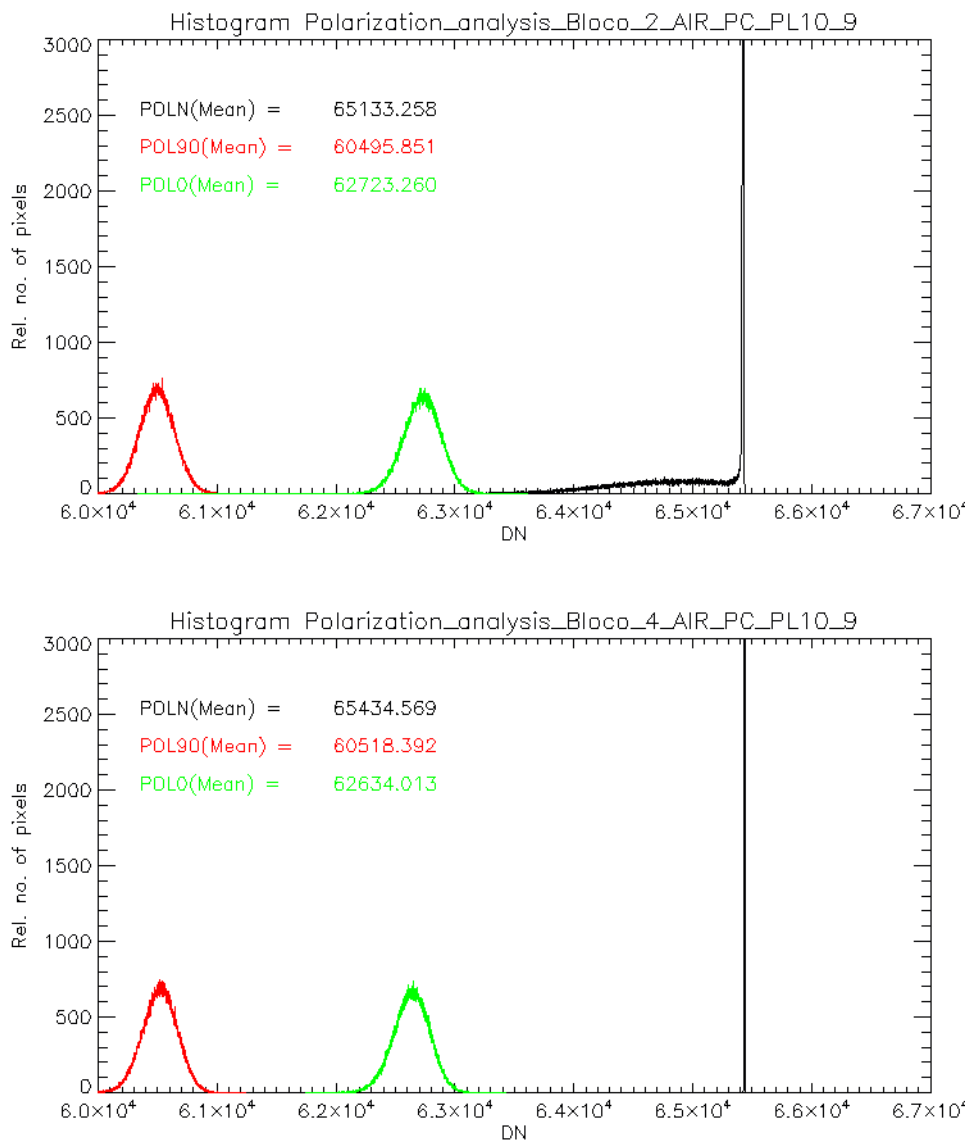 Histogram Polarization_analysis_Bloco_2_AIR_PC_PL10_9
3000
POLN(Mean) = 65133.258
2500
POL90(Mean) = 60495.851
POL0(Mean) = 62723.260
2000
Rel. no. of pixels
1500
1000
500
0
6.0×10⁴ 6.1×10⁴ 6.2×10⁴ 6.3×10⁴ 6.4×10⁴ 6.5×10⁴ 6.6×10⁴ 6.7×10⁴
DN
Histogram Polarization_analysis_Bloco_4_AIR_PC_PL10_9
3000
POLN(Mean) = 65434.569
2500
POL90(Mean) = 60518.392
POL0(Mean) = 62634.013
2000
Rel. no. of pixels
1500
1000
500
0
6.0×10⁴ 6.1×10⁴ 6.2×10⁴ 6.3×10⁴ 6.4×10⁴ 6.5×10⁴ 6.6×10⁴ 6.7×10⁴
DN